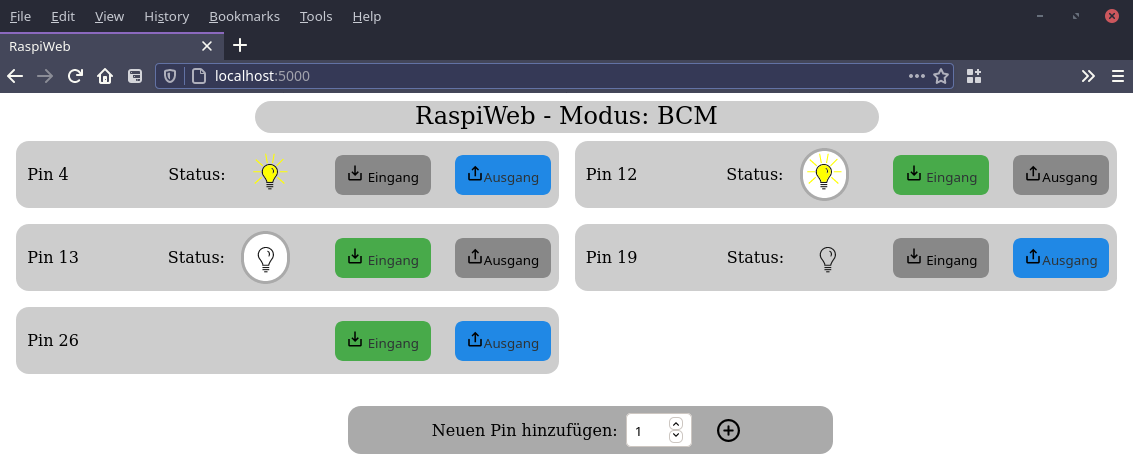 File Edit View History Bookmarks Tools Help
RaspiWeb
localhost:5000
RaspiWeb - Modus: BCM
Pin 4 Status: Eingang Ausgang
Pin 12 Status: Eingang Ausgang
Pin 13 Status: Eingang Ausgang
Pin 19 Status: Eingang Ausgang
Pin 26 Eingang Ausgang
Neuen Pin hinzufügen: 1